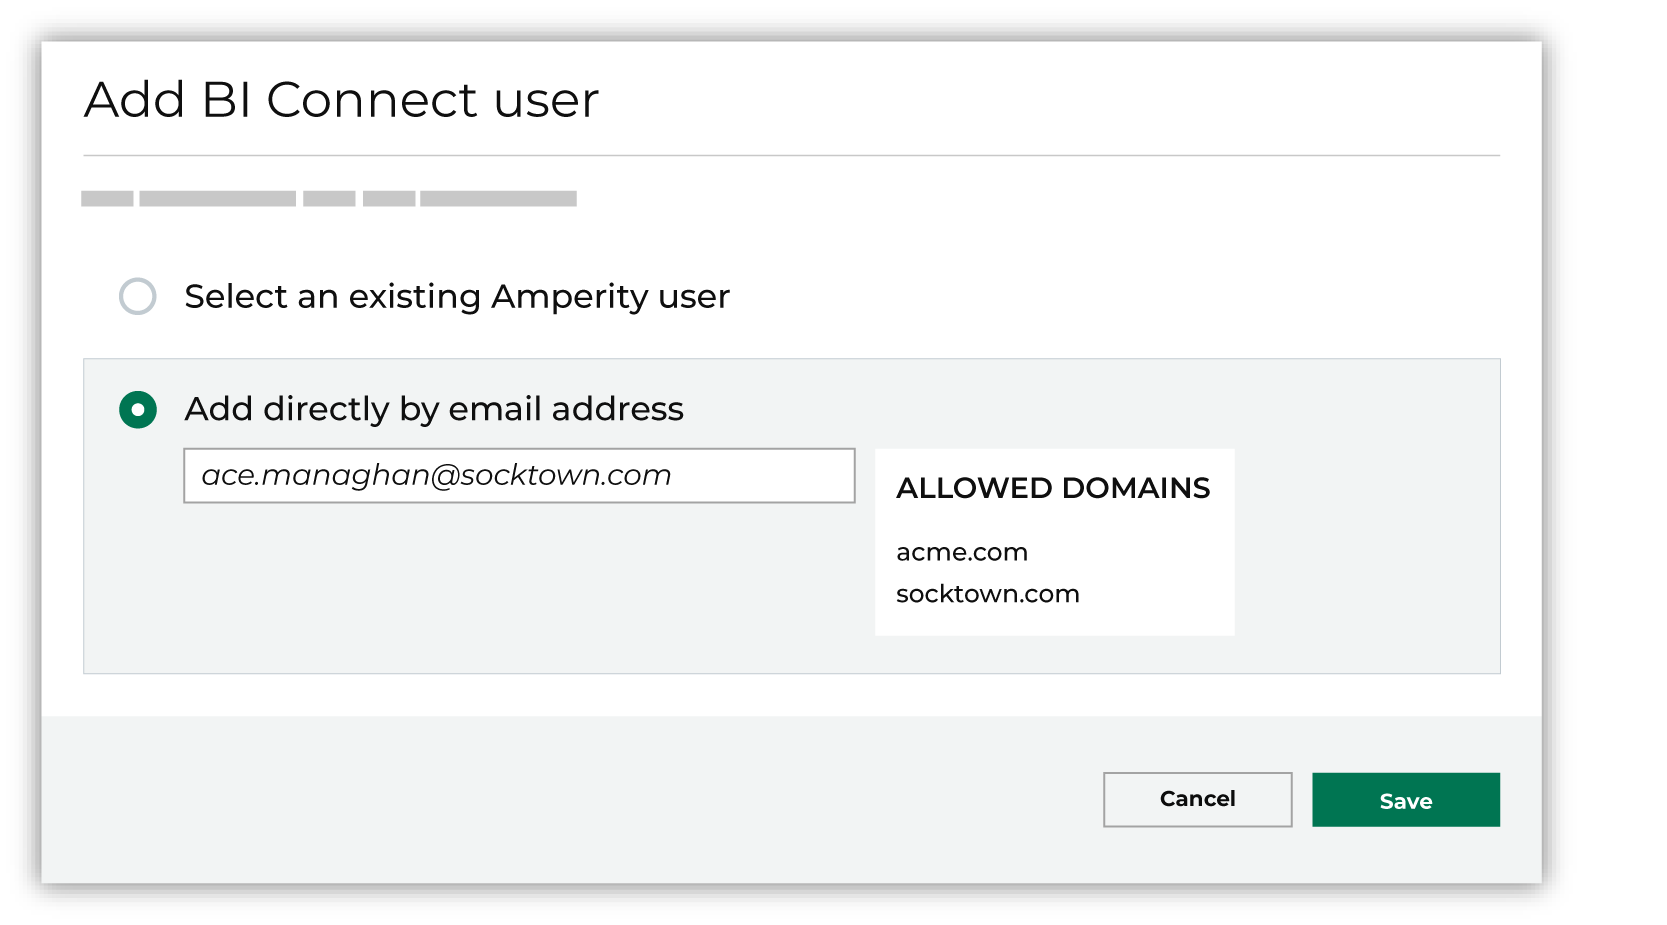 Add BI Connect user
Select an existing Amperity user
Add directly by email address
ace.managhan@socktown.com
ALLOWED DOMAINS
acme.com
socktown.com
Cancel
Save